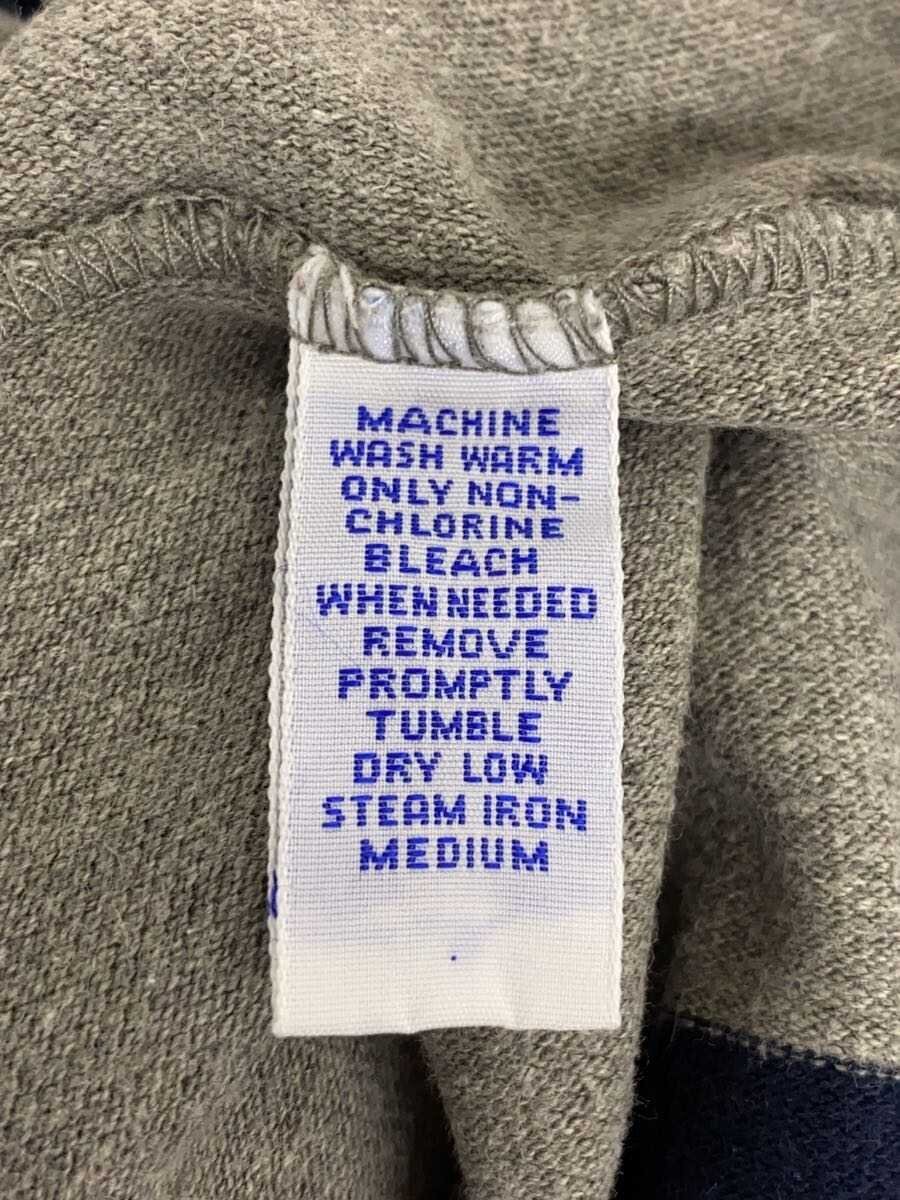 MACHINE
WASH WARM
ONLY NON-
CHLORINE
BLEACH
WHEN NEEDED
REMOVE
PROMPTLY
TUMBLE
DRY LOW
STEAM IRON
MEDIUM